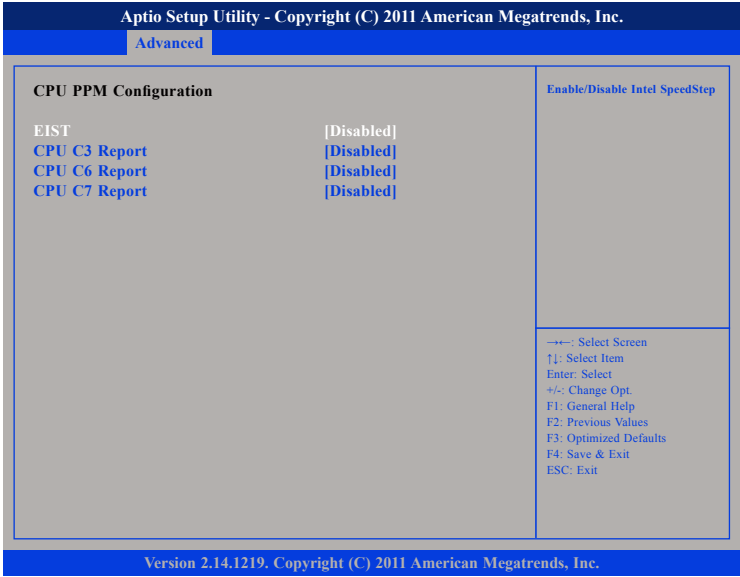 Aptio Setup Utility - Copyright (C) 2011 American Megatrends, Inc.
Advanced
CPU PPM Configuration
EIST [Disabled]
CPU C3 Report [Disabled]
CPU C6 Report [Disabled]
CPU C7 Report [Disabled]
Enable/Disable Intel SpeedStep
→←: Select Screen
↑↓: Select Item
Enter: Select
+/-: Change Opt.
F1: General Help
F2: Previous Values
F3: Optimized Defaults
F4: Save & Exit
ESC: Exit
Version 2.14.1219. Copyright (C) 2011 American Megatrends, Inc.